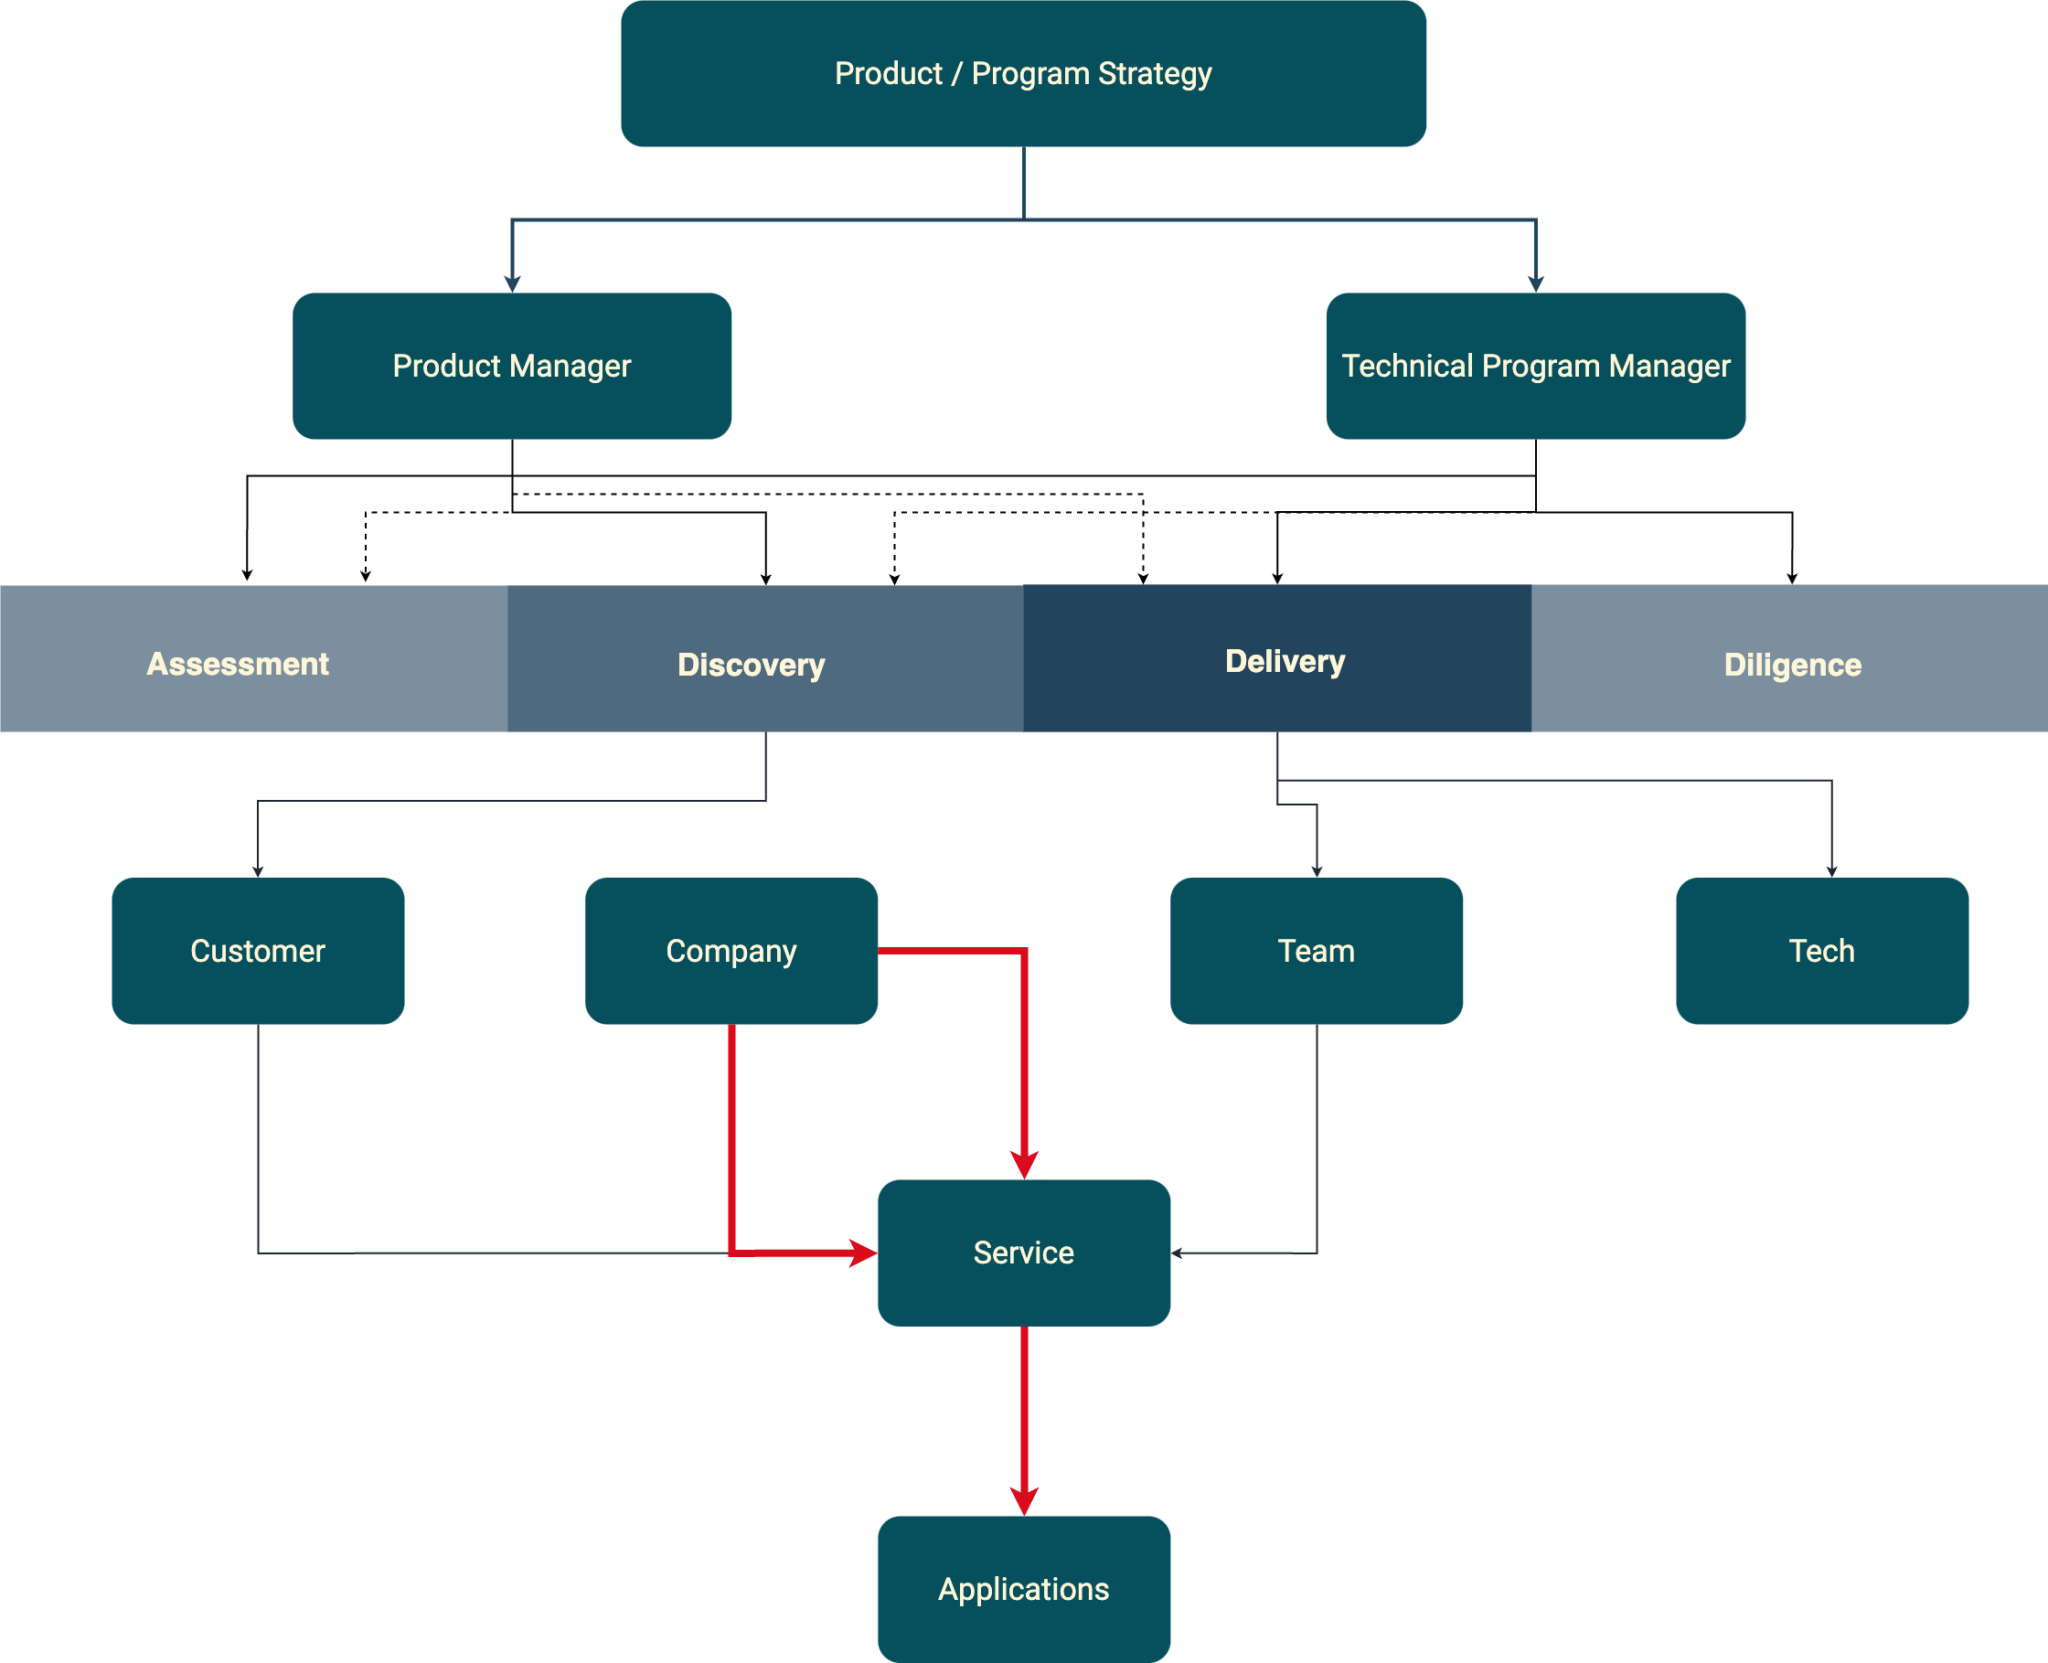 Product / Program Strategy
Product Manager
Technical Program Manager
Assessment
Discovery
Delivery
Diligence
Customer
Company
Team
Tech
Service
Applications